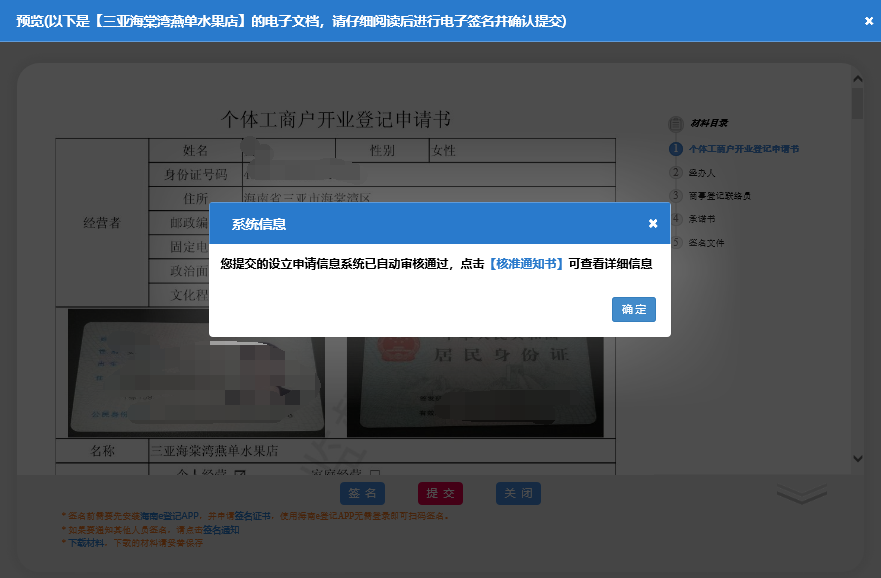 预览(以下是【三亚海棠湾燕单水果店】的电子文档，请仔细阅读后进行电子签名并确认提交)
个体工商户开业登记申请书
姓名 性别 女性
身份证号码
住所 海南省三亚市海棠湾区
经营者
邮政编
固定电
政治面
文化程
居民身份证
名称 三亚海棠湾燕单水果店
个人经营 家庭经营
材料目录
1 个体工商户开业登记申请书
2 经办人
3 商事登记联络员
4 承诺书
5 签名文件
系统信息
您提交的设立申请信息系统已自动审核通过，点击【核准通知书】可查看详细信息
确定
签名 提交 关闭
* 签名前需要先安装海南e登记APP，并申请签名证书，使用海南e登记APP无需登录即可扫码签名。
* 如果要通知其他人员签名，请点击签名通知
* 下载材料，下载的材料请妥善保存